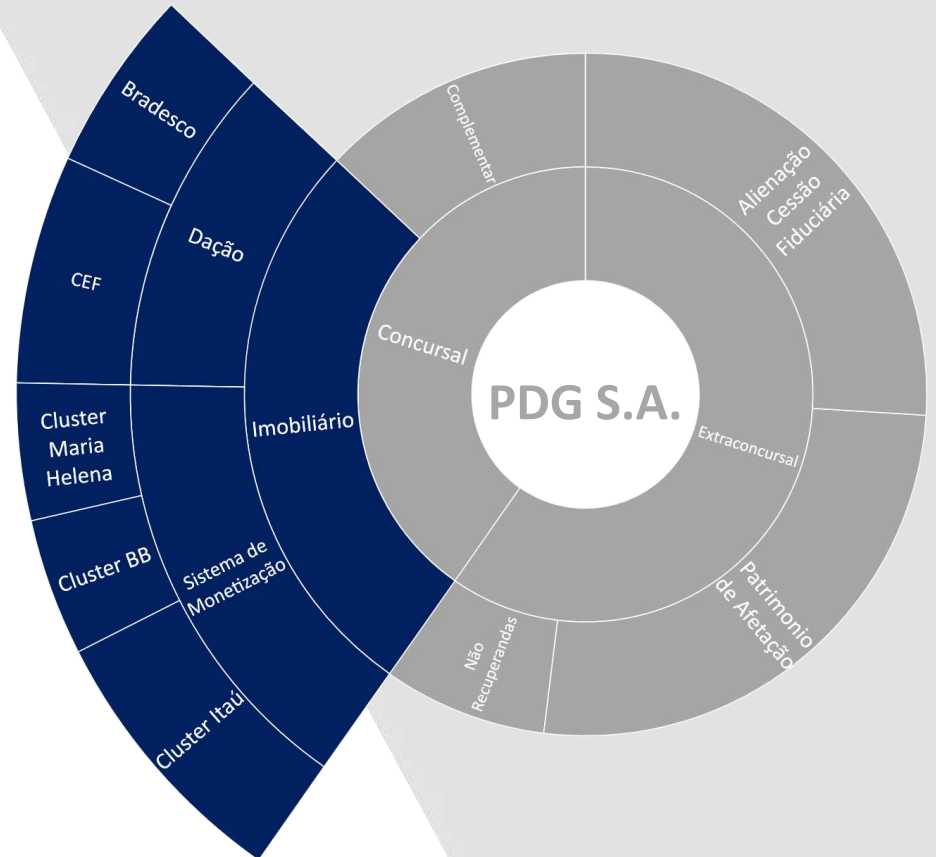 Bradesco
CEF
Cluster
Maria
Helena
Cluster BB
Cluster Itaú
Dação
Sistema de
Monetização
Imobiliário
Complementar
Concursal
PDG S.A.
Extraconcursal
Alienação
Cessão
Fiduciária
Patrimonio
de Afetação
Não
Recuperandas